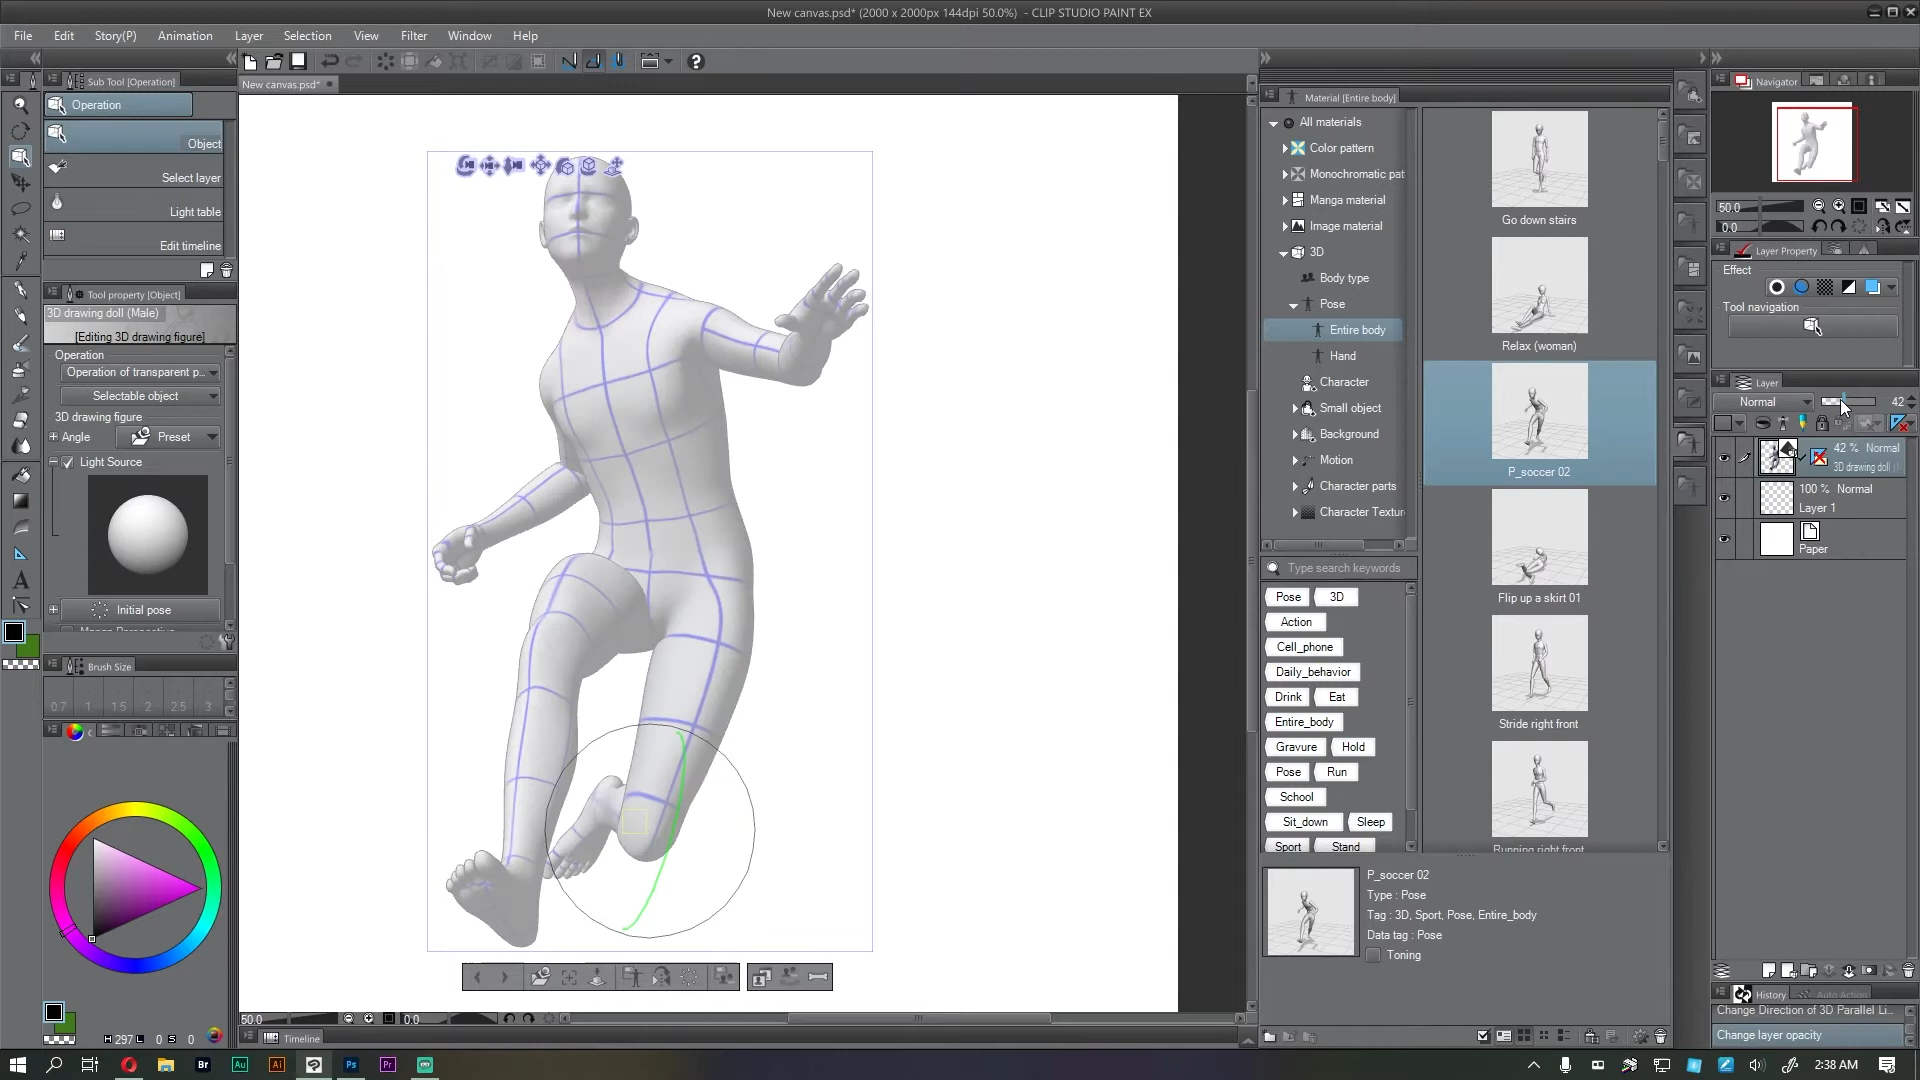 New canvas.psd* (2000 x 2000px 144dpi 50.0%) - CLIP STUDIO PAINT EX
File Edit Story(P) Animation Layer Selection View Filter Window Help
Sub Tool [Operation]
Operation
Object
Select layer
Light table
Edit timeline
Tool property [Object]
3D drawing doll (Male)
[Editing 3D drawing figure]
Operation
Operation of transparent p...
Selectable object
3D drawing figure
Angle Preset
Light Source
Initial pose
Brush Size
0.7 1 1.5 2 2.5 3
H 297 L 0 S 0
New canvas.psd*
50.0 0.0
Timeline
Material [Entire body]
All materials
Color pattern
Monochromatic pat
Manga material
Image material
3D
Body type
Pose
Entire body
Hand
Character
Small object
Background
Motion
Character parts
Character Textur
Type search keywords
Pose 3D
Action
Cell_phone
Daily_behavior
Drink Eat
Entire_body
Gravure Hold
Pose Run
School
Sit_down Sleep
Sport Stand
Go down stairs
Relax (woman)
P_soccer 02
Flip up a skirt 01
Stride right front
Running right front
P_soccer 02
Type : Pose
Tag : 3D, Sport, Pose, Entire_body
Data tag : Pose
Toning
Navigator
50.0
0.0
Layer Property
Effect
Tool navigation
Layer
Normal 42
42 % Normal
3D drawing doll (
100 % Normal
Layer 1
Paper
History Auto Action
Change Direction of 3D Parallel Li...
Change layer opacity
Br Au Ai Ps Pr
2:38 AM